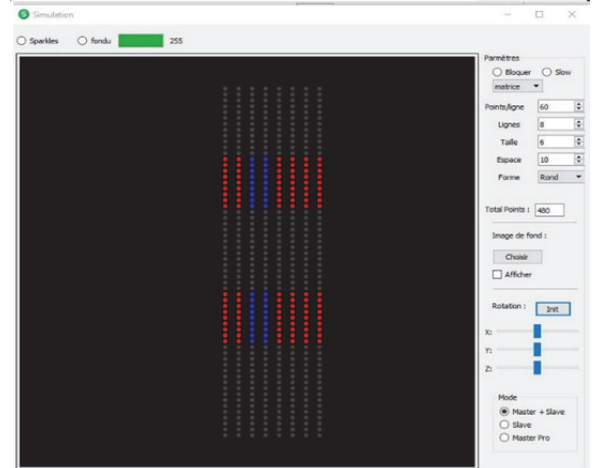 S Simulation
Sparkles fondu 255
Paramètres
Bloquer Slow
matrice
Points/ligne 60
Lignes 8
Taille 6
Espace 10
Forme Rond
Total Points : 480
Image de fond :
Choisir
Afficher
Rotation : Init
X:
Y:
Z:
Mode
Master + Slave
Slave
Master Pro